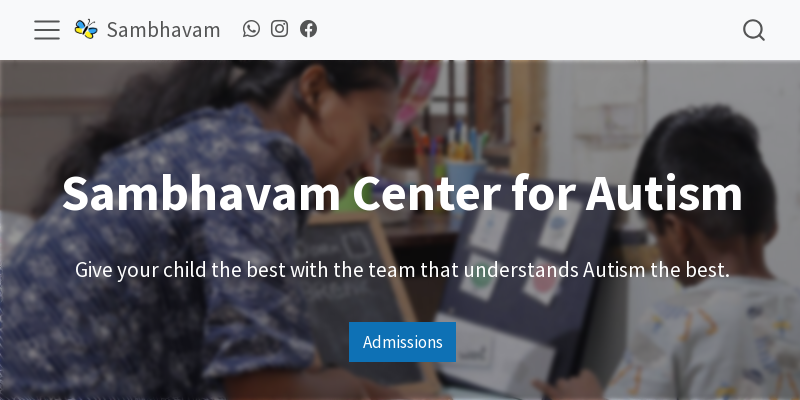 Sambhavam
Sambhavam Center for Autism
Give your child the best with the team that understands Autism the best.
Admissions